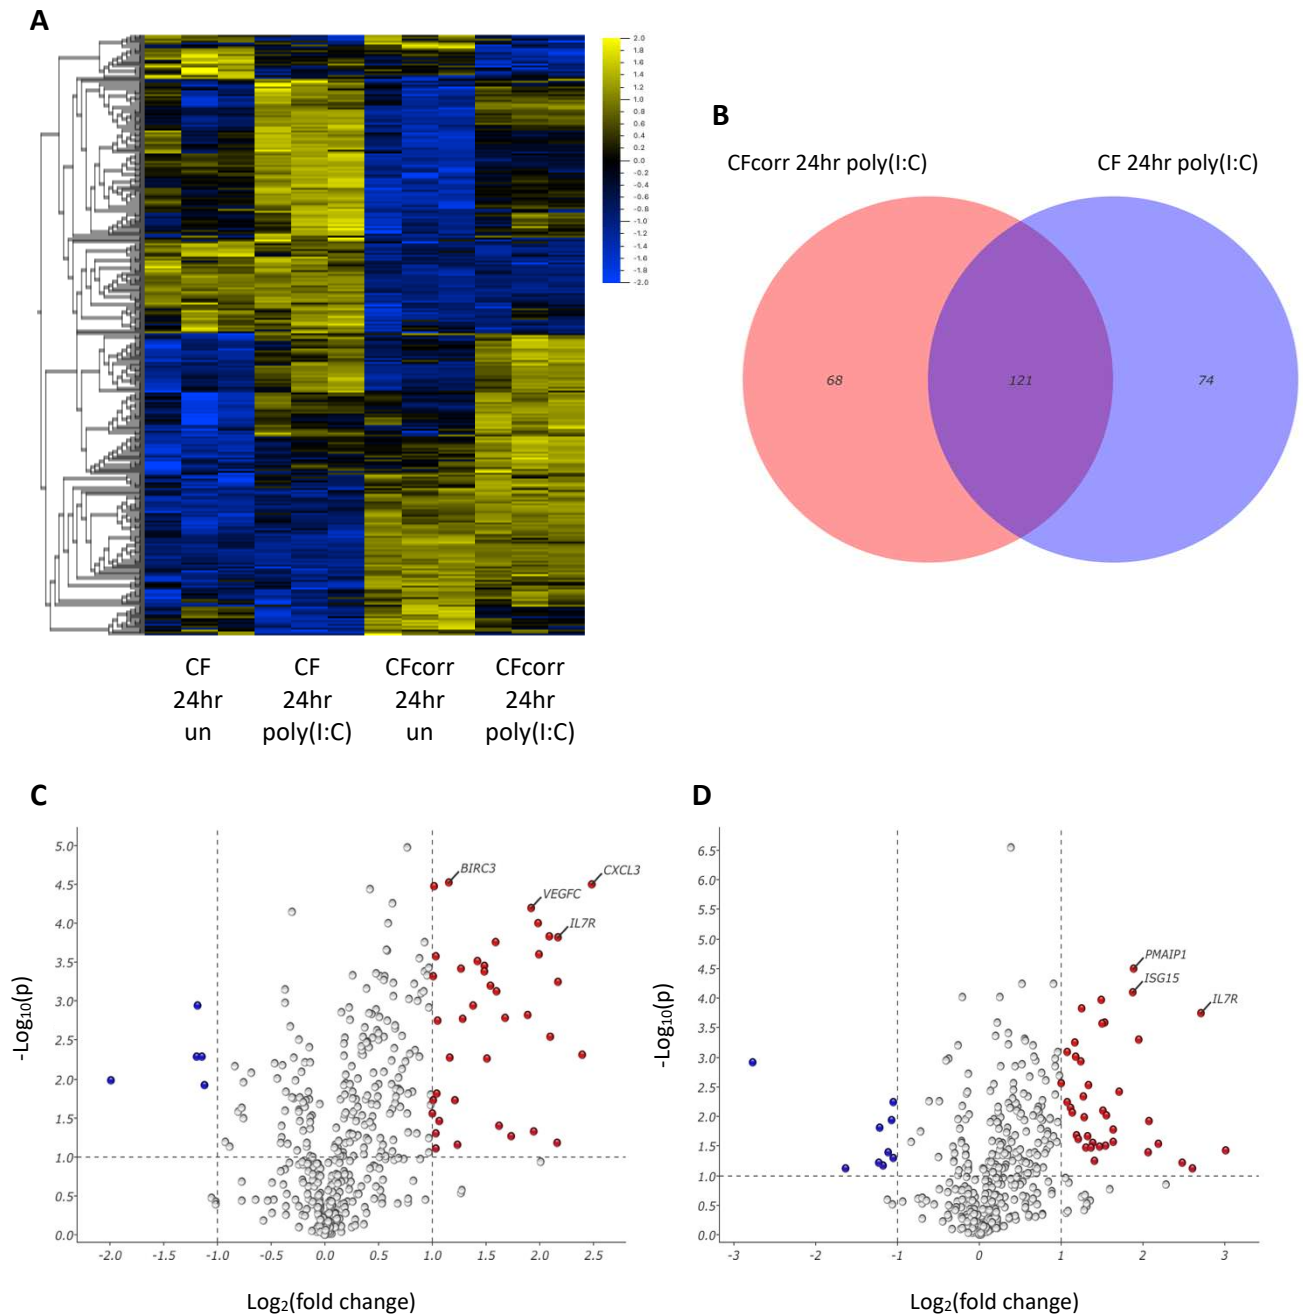 A
2.0
1.8
1.6
1.4
1.2
1.0
0.8
0.6
0.4
0.2
0.0
-0.2
-0.4
-0.6
-0.8
-1.0
-1.2
-1.4
-1.6
-1.8
-2.0
CF
24hr
un
CF
24hr
poly(I:C)
CFcorr
24hr
un
CFcorr
24hr
poly(I:C)
B
CFcorr 24hr poly(I:C)
CF 24hr poly(I:C)
68
121
74
C
-Log10(p)
5.0
4.5
4.0
3.5
3.0
2.5
2.0
1.5
1.0
0.5
0.0
BIRC3
CXCL3
VEGFC
IL7R
-2.0 -1.5 -1.0 -0.5 0.0 0.5 1.0 1.5 2.0 2.5
Log2(fold change)
D
-Log10(p)
6.5
6.0
5.5
5.0
4.5
4.0
3.5
3.0
2.5
2.0
1.5
1.0
0.5
0.0
PMAIP1
ISG15
IL7R
-3 -2 -1 0 1 2 3
Log2(fold change)